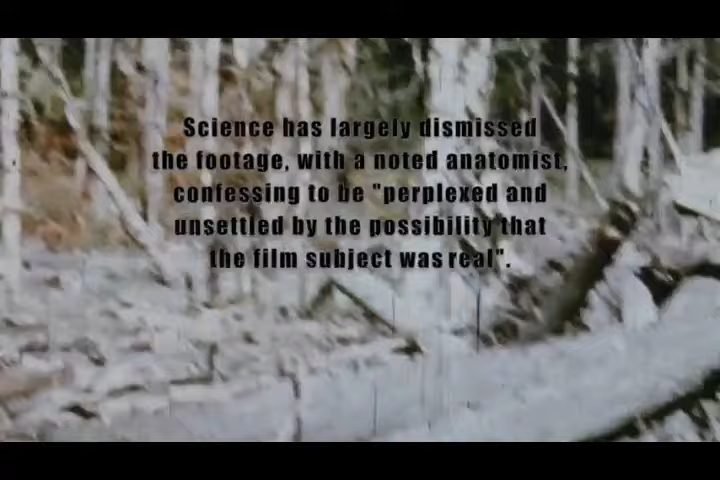 Science has largely dismissed
the footage, with a noted anatomist,
confessing to be "perplexed and
unsettled by the possibility that
the film subject was real".